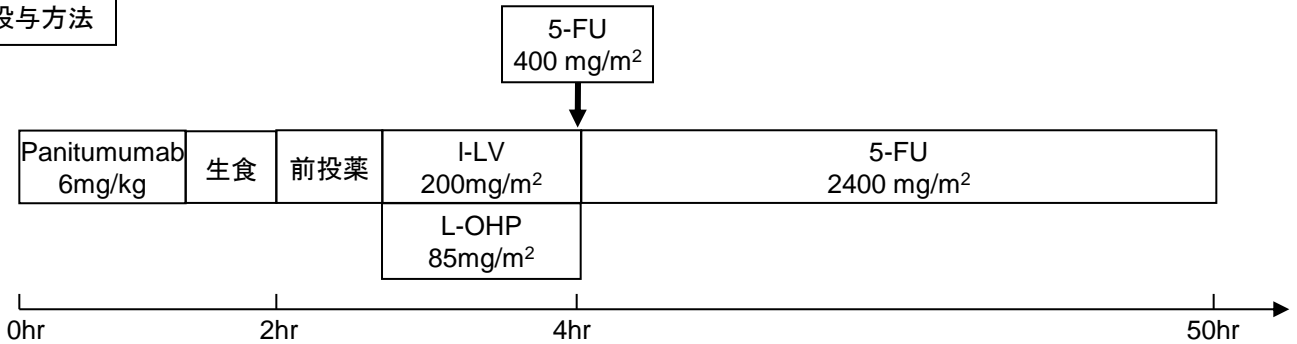 投与方法
5-FU
400 mg/m²
Panitumumab
6mg/kg
生食
前投薬
l-LV
200mg/m²
5-FU
2400 mg/m²
L-OHP
85mg/m²
0hr
2hr
4hr
50hr